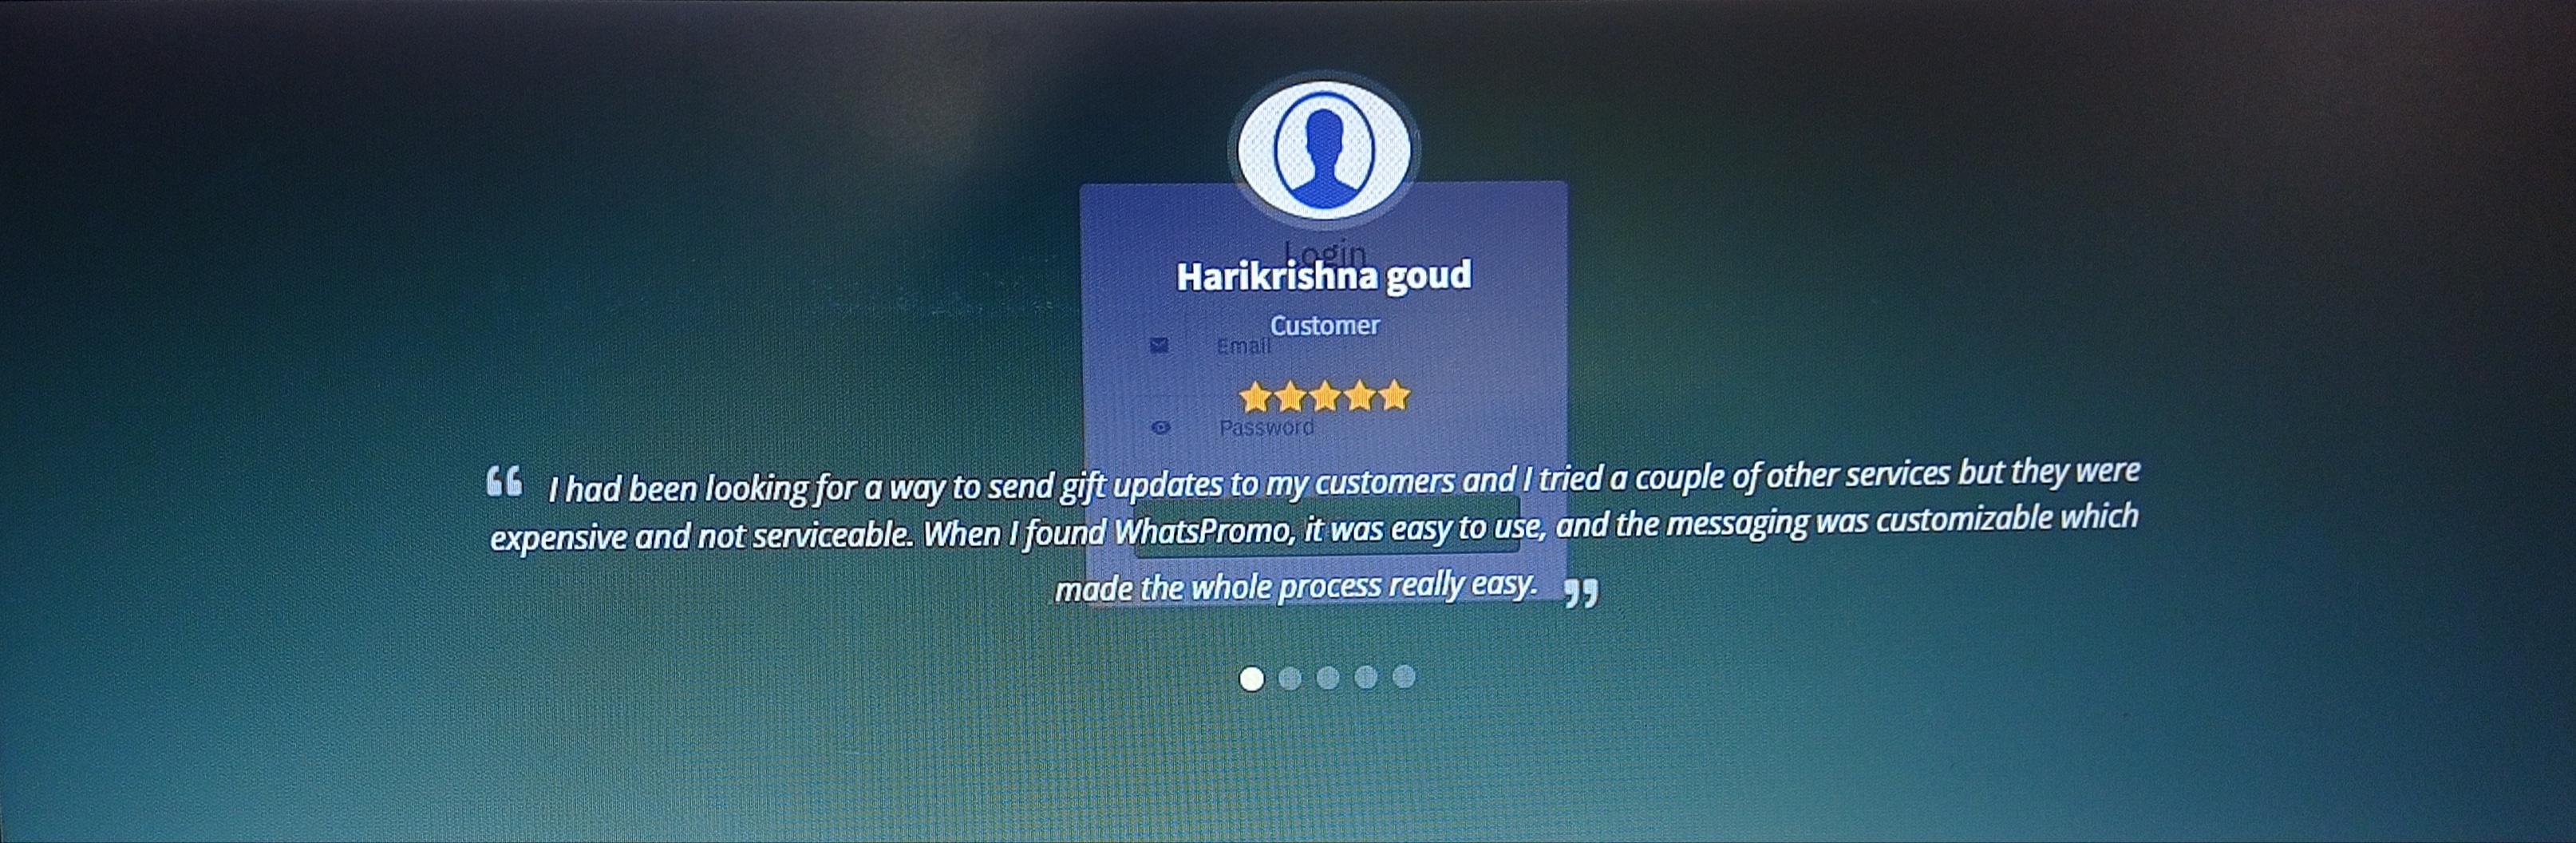 Login
Harikrishna goud
Customer
Email
Password
“ I had been looking for a way to send gift updates to my customers and I tried a couple of other services but they were
expensive and not serviceable. When I found WhatsPromo, it was easy to use, and the messaging was customizable which
made the whole process really easy. ”